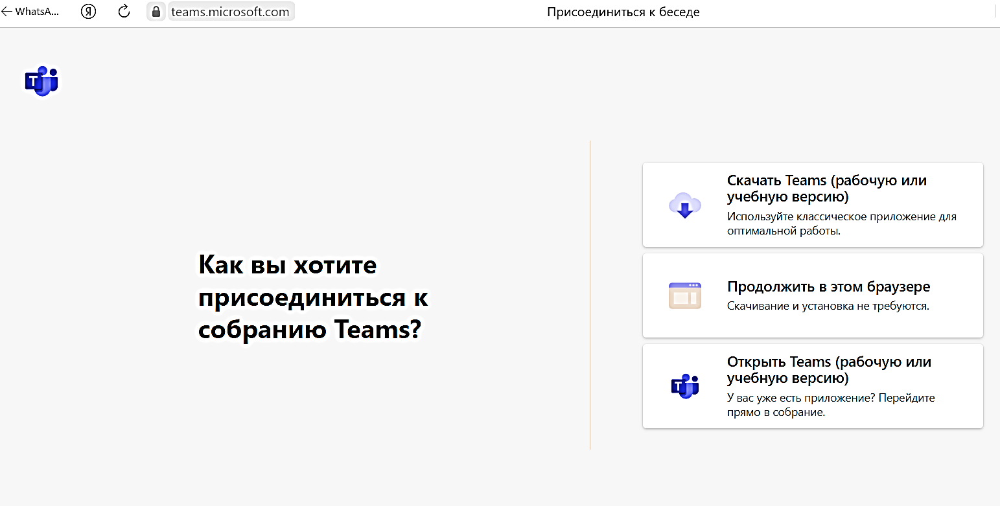 WhatsA...
Я
teams.microsoft.com
Присоединиться к беседе
T
Как вы хотите
присоединиться к
собранию Teams?
Скачать Teams (рабочую или
учебную версию)
Используйте классическое приложение для
оптимальной работы.
Продолжить в этом браузере
Скачивание и установка не требуются.
T
Открыть Teams (рабочую или
учебную версию)
У вас уже есть приложение? Перейдите
прямо в собрание.